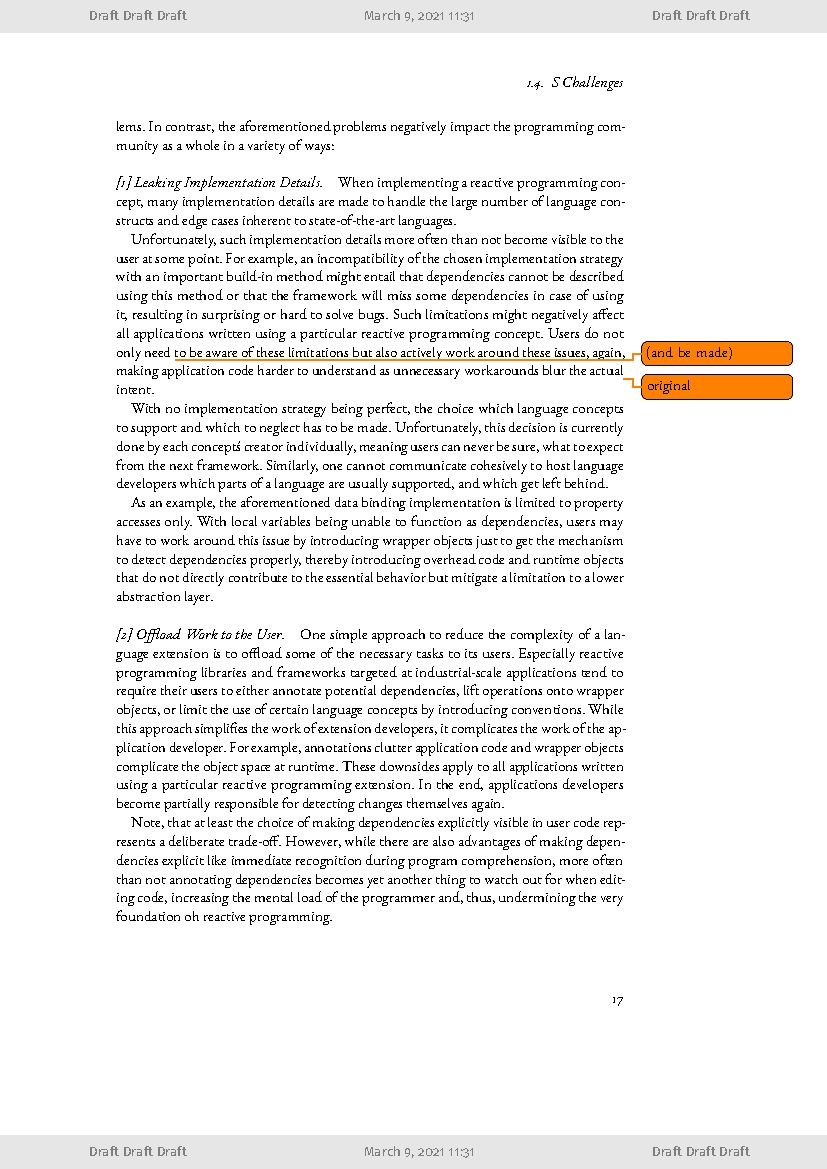 Draft Draft Draft March 9, 2021 11:31 Draft Draft Draft
1.4. S Challenges
lems. In contrast, the aforementioned problems negatively impact the programming com-
munity as a whole in a variety of ways:
[1] Leaking Implementation Details. When implementing a reactive programming con-
cept, many implementation details are made to handle the large number of language con-
structs and edge cases inherent to state-of-the-art languages.
Unfortunately, such implementation details more often than not become visible to the
user at some point. For example, an incompatibility of the chosen implementation strategy
with an important build-in method might entail that dependencies cannot be described
using this method or that the framework will miss some dependencies in case of using
it, resulting in surprising or hard to solve bugs. Such limitations might negatively affect
all applications written using a particular reactive programming concept. Users do not
only need to be aware of these limitations but also actively work around these issues, again,
(and be made)
making application code harder to understand as unnecessary workarounds blur the actual
original
intent.
With no implementation strategy being perfect, the choice which language concepts
to support and which to neglect has to be made. Unfortunately, this decision is currently
done by each concept´s creator individually, meaning users can never be sure, what to expect
from the next framework. Similarly, one cannot communicate cohesively to host language
developers which parts of a language are usually supported, and which get left behind.
As an example, the aforementioned data binding implementation is limited to property
accesses only. With local variables being unable to function as dependencies, users may
have to work around this issue by introducing wrapper objects just to get the mechanism
to detect dependencies properly, thereby introducing overhead code and runtime objects
that do not directly contribute to the essential behavior but mitigate a limitation to a lower
abstraction layer.
[2] Offload Work to the User. One simple approach to reduce the complexity of a lan-
guage extension is to offload some of the necessary tasks to its users. Especially reactive
programming libraries and frameworks targeted at industrial-scale applications tend to
require their users to either annotate potential dependencies, lift operations onto wrapper
objects, or limit the use of certain language concepts by introducing conventions. While
this approach simplifies the work of extension developers, it complicates the work of the ap-
plication developer. For example, annotations clutter application code and wrapper objects
complicate the object space at runtime. These downsides apply to all applications written
using a particular reactive programming extension. In the end, applications developers
become partially responsible for detecting changes themselves again.
Note, that at least the choice of making dependencies explicitly visible in user code rep-
resents a deliberate trade-off. However, while there are also advantages of making depen-
dencies explicit like immediate recognition during program comprehension, more often
than not annotating dependencies becomes yet another thing to watch out for when edit-
ing code, increasing the mental load of the programmer and, thus, undermining the very
foundation oh reactive programming.
17
Draft Draft Draft March 9, 2021 11:31 Draft Draft Draft